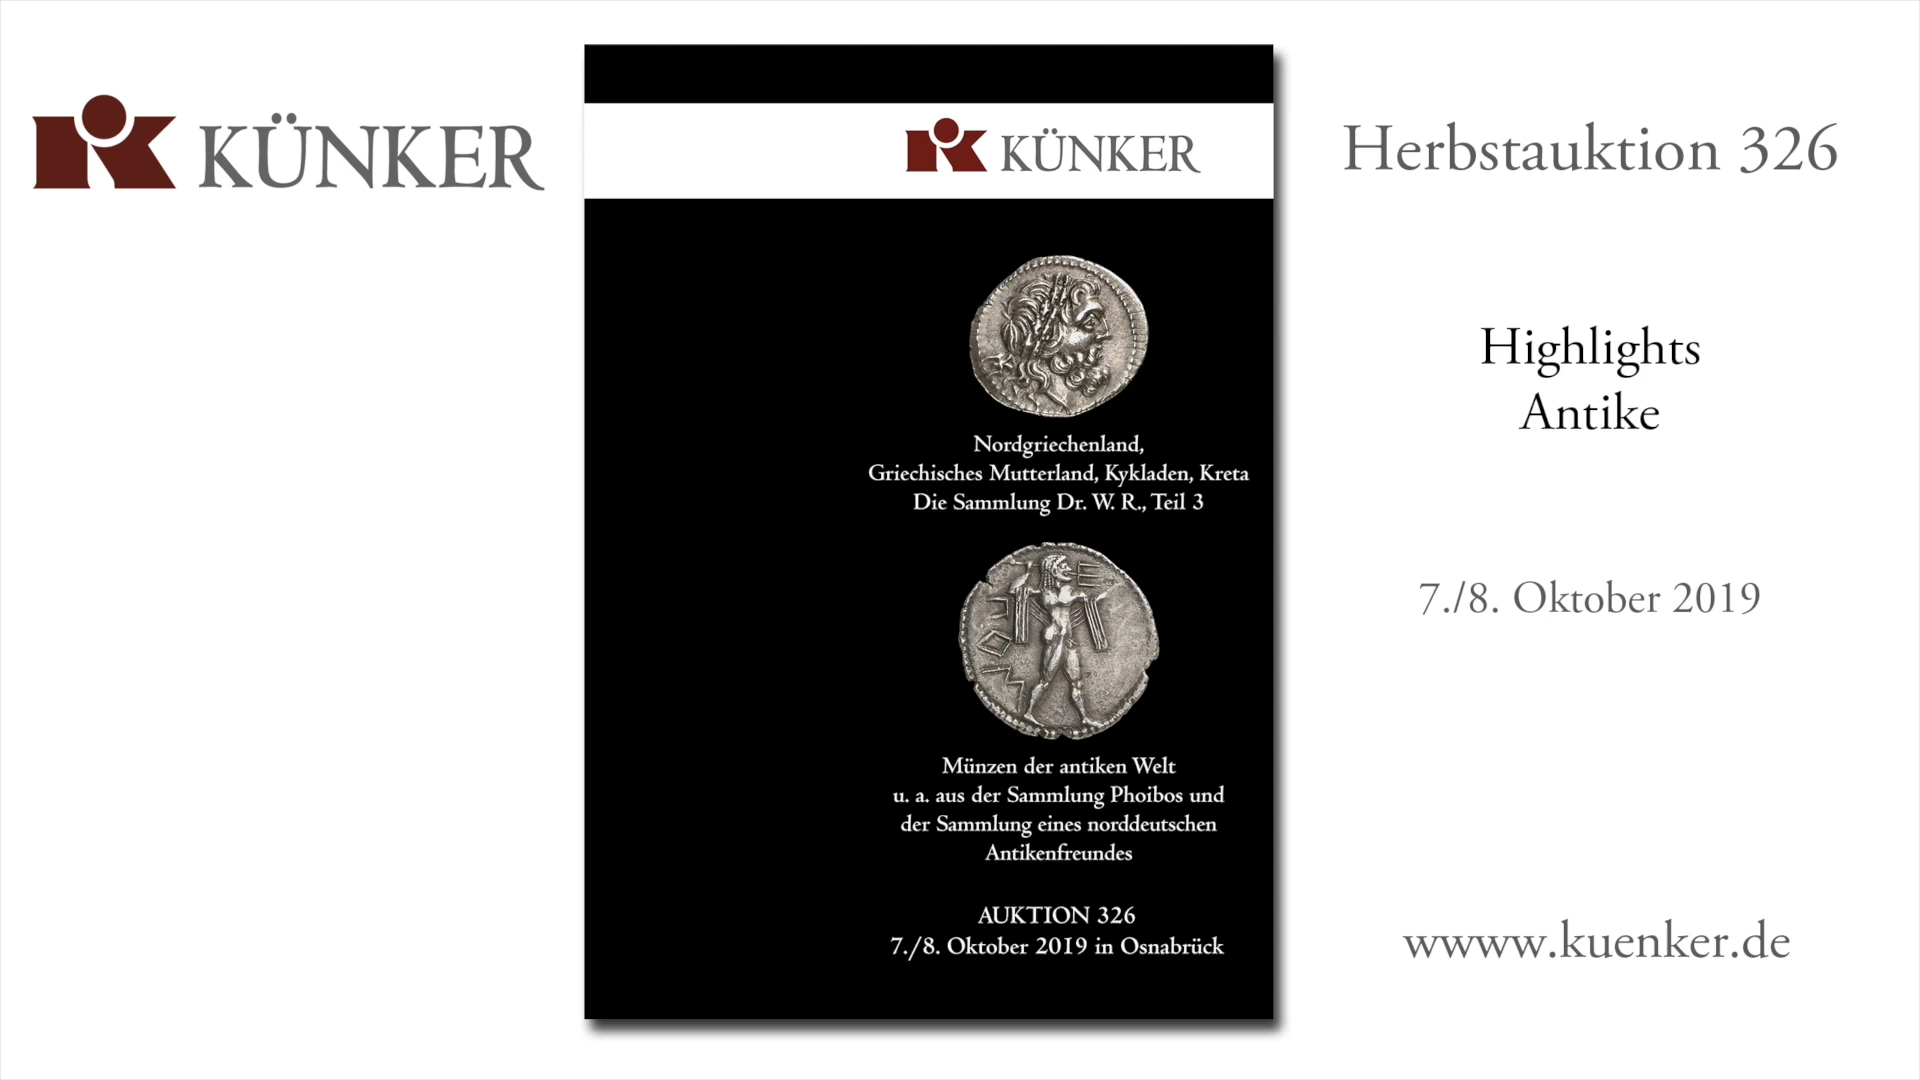 KÜNKER
KÜNKER
Nordgriechenland,
Griechisches Mutterland, Kykladen, Kreta
Die Sammlung Dr. W. R., Teil 3
Münzen der antiken Welt
u. a. aus der Sammlung Phoibos und
der Sammlung eines norddeutschen
Antikenfreundes
AUKTION 326
7./8. Oktober 2019 in Osnabrück
Herbstauktion 326
Highlights
Antike
7./8. Oktober 2019
wwww.kuenker.de